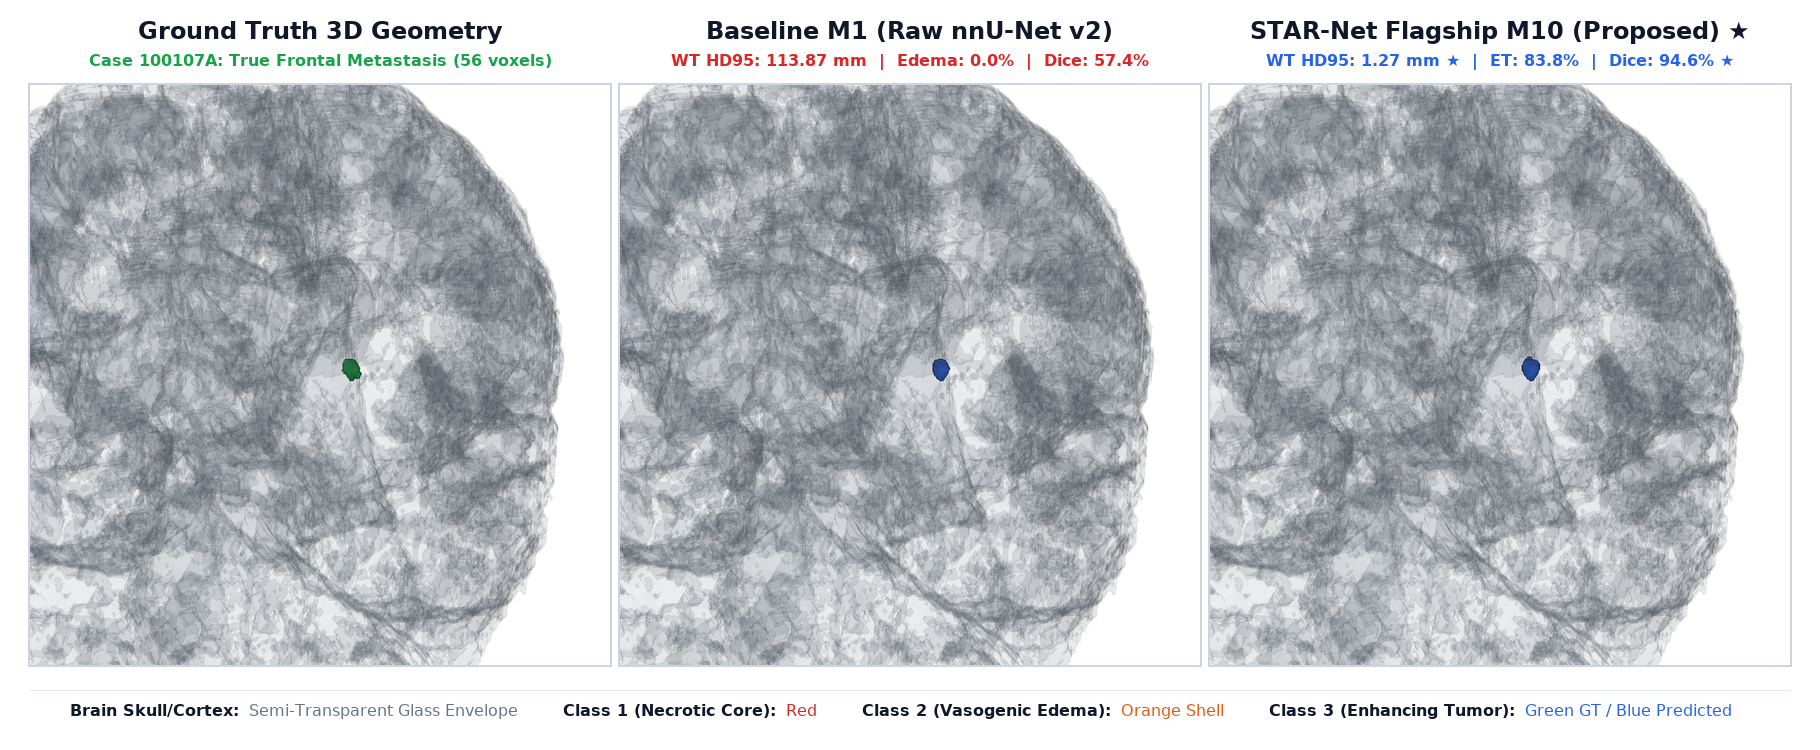 Ground Truth 3D Geometry
Case 100107A: True Frontal Metastasis (56 voxels)
Baseline M1 (Raw nnU-Net v2)
WT HD95: 113.87 mm | Edema: 0.0% | Dice: 57.4%
STAR-Net Flagship M10 (Proposed) ★
WT HD95: 1.27 mm ★ | ET: 83.8% | Dice: 94.6% ★
Brain Skull/Cortex: Semi-Transparent Glass Envelope
Class 1 (Necrotic Core): Red
Class 2 (Vasogenic Edema): Orange Shell
Class 3 (Enhancing Tumor): Green GT / Blue Predicted